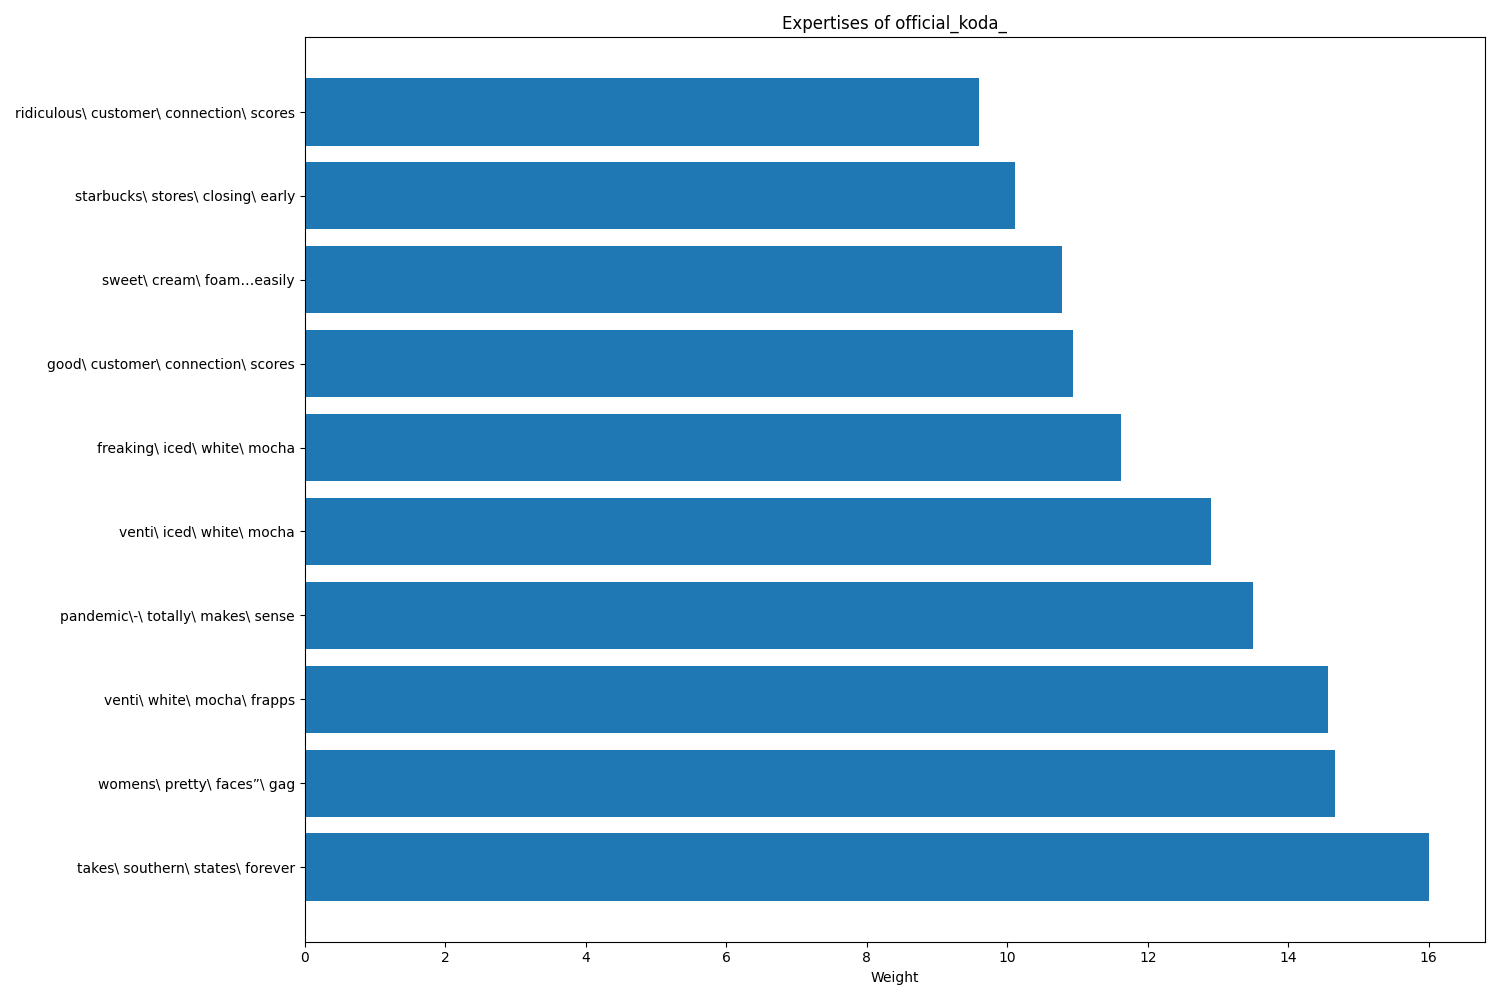 Expertises of official_koda_
ridiculous\ customer\ connection\ scores
starbucks\ stores\ closing\ early
sweet\ cream\ foam…easily
good\ customer\ connection\ scores
freaking\ iced\ white\ mocha
venti\ iced\ white\ mocha
pandemic\-\ totally\ makes\ sense
venti\ white\ mocha\ frapps
womens\ pretty\ faces”\ gag
takes\ southern\ states\ forever
0 2 4 6 8 10 12 14 16
Weight